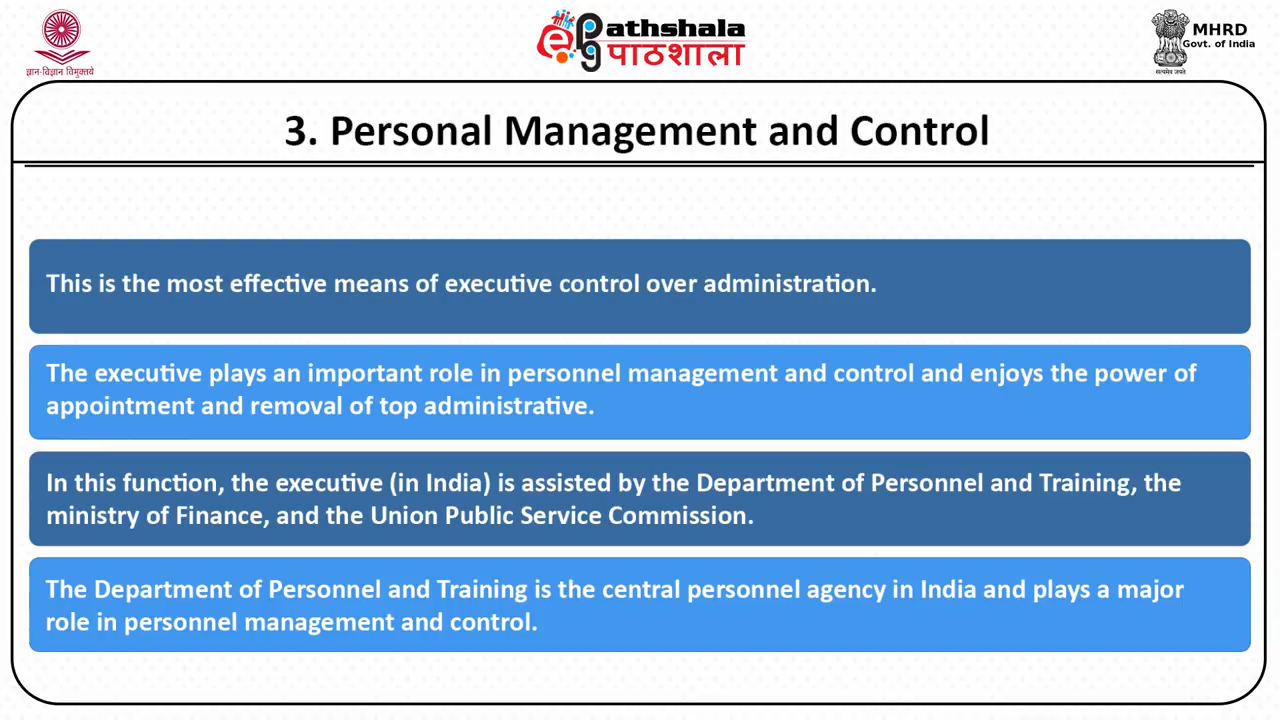 ज्ञान-विज्ञान विमुक्तये
ePathshala
पाठशाला
MHRD
Govt. of India
सत्यमेव जयते
3. Personal Management and Control
This is the most effective means of executive control over administration.
The executive plays an important role in personnel management and control and enjoys the power of
appointment and removal of top administrative.
In this function, the executive (in India) is assisted by the Department of Personnel and Training, the
ministry of Finance, and the Union Public Service Commission.
The Department of Personnel and Training is the central personnel agency in India and plays a major
role in personnel management and control.